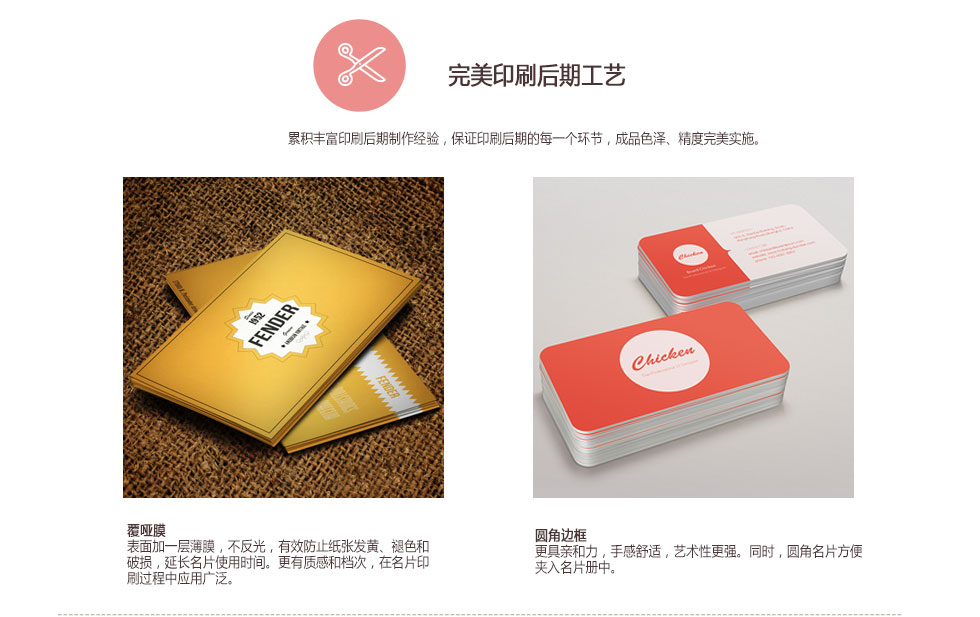 完美印刷后期工艺
累积丰富印刷后期制作经验，保证印刷后期的每一个环节，成品色泽、精度完美实施。
1952
FENDER
FENDER
Chicken
Chicken
覆哑膜
表面加一层薄膜，不反光，有效防止纸张发黄、褪色和
破损，延长名片使用时间。更有质感和档次，在名片印
刷过程中应用广泛。
圆角边框
更具亲和力，手感舒适，艺术性更强。同时，圆角名片方便
夹入名片册中。